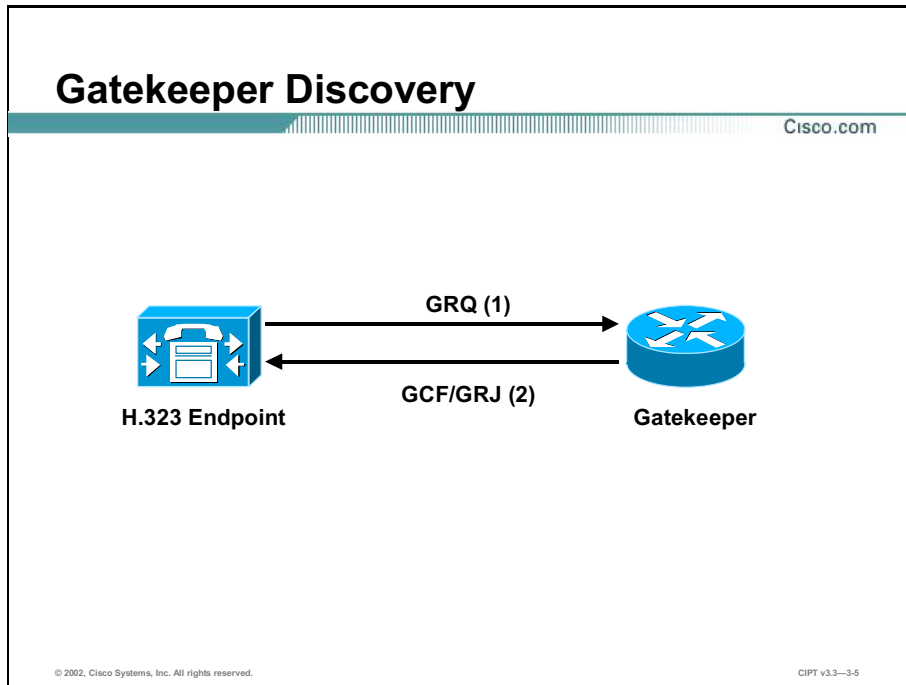 Gatekeeper Discovery
Cisco.com
GRQ (1)
GCF/GRJ (2)
H.323 Endpoint
Gatekeeper
© 2002, Cisco Systems, Inc. All rights reserved.
CIPT v3.3—3-5